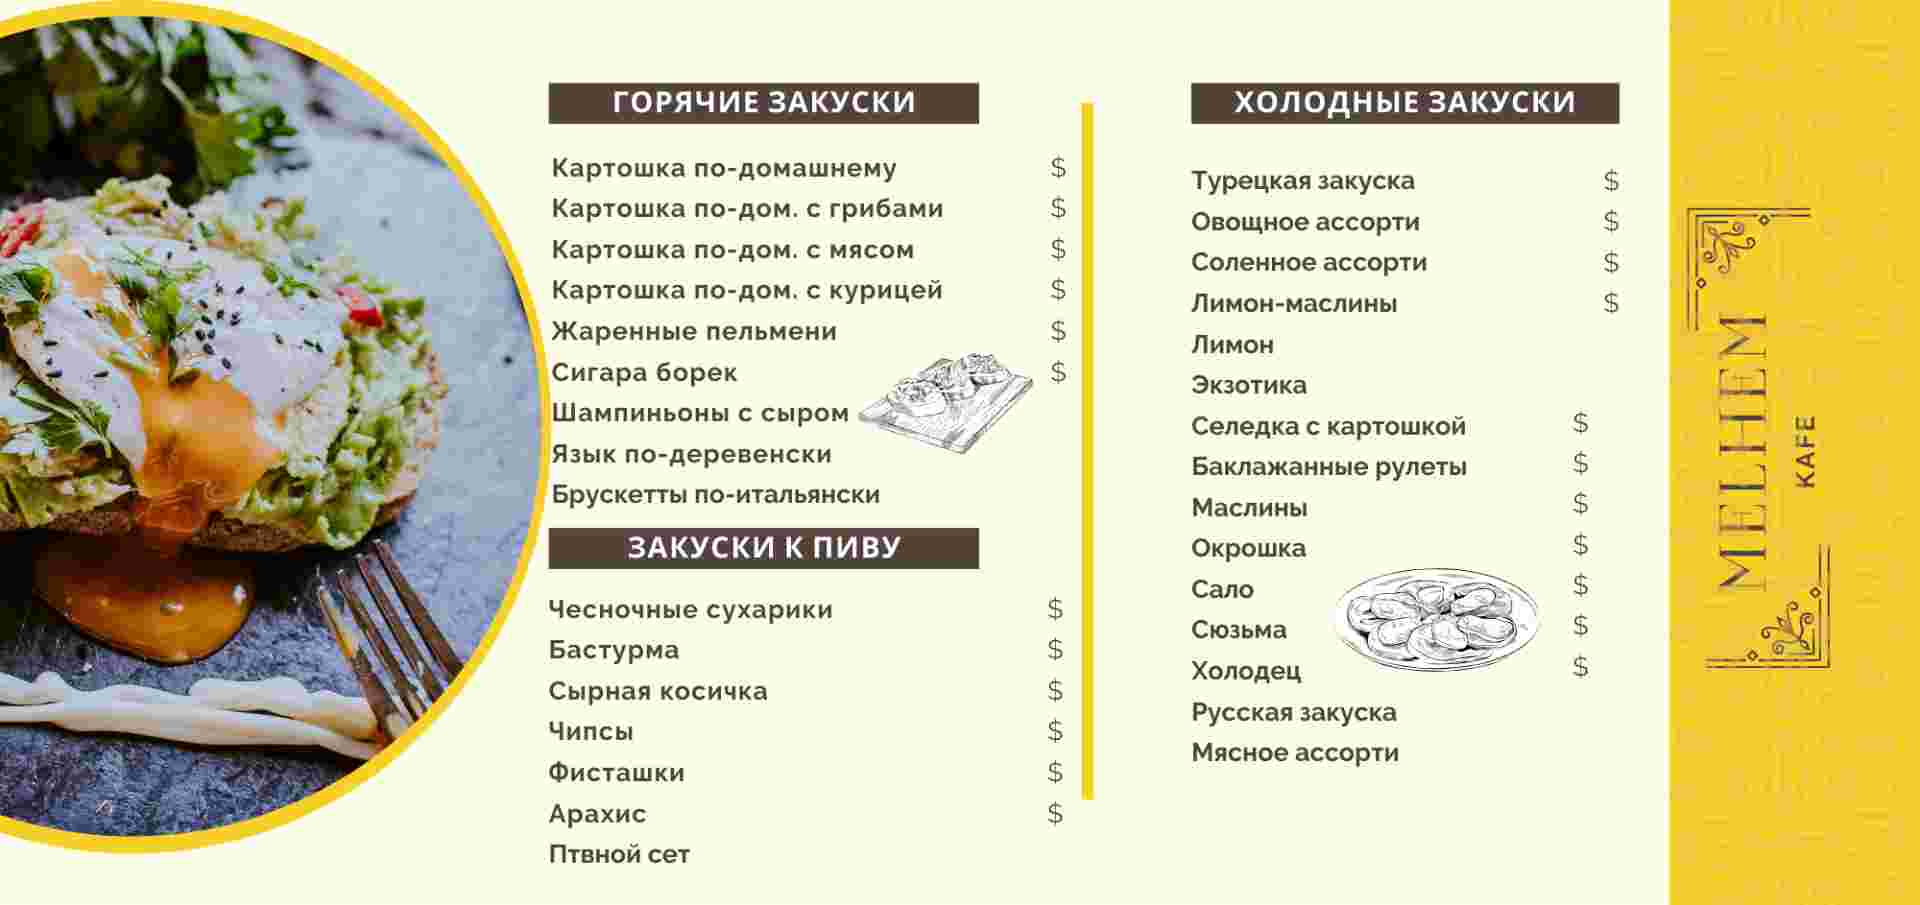 ГОРЯЧИЕ ЗАКУСКИ
Картошка по-домашнему $
Картошка по-дом. с грибами $
Картошка по-дом. с мясом $
Картошка по-дом. с курицей $
Жаренные пельмени $
Сигара борек $
Шампиньоны с сыром
Язык по-деревенски
Брускетты по-итальянски
ЗАКУСКИ К ПИВУ
Чесночные сухарики $
Бастурма $
Сырная косичка $
Чипсы $
Фисташки $
Арахис $
Птвной сет
ХОЛОДНЫЕ ЗАКУСКИ
Турецкая закуска $
Овощное ассорти $
Соленное ассорти $
Лимон-маслины $
Лимон
Экзотика
Селедка с картошкой $
Баклажанные рулеты $
Маслины $
Окрошка $
Сало $
Сюзьма $
Холодец $
Русская закуска
Мясное ассорти
MELHEM
KAFE